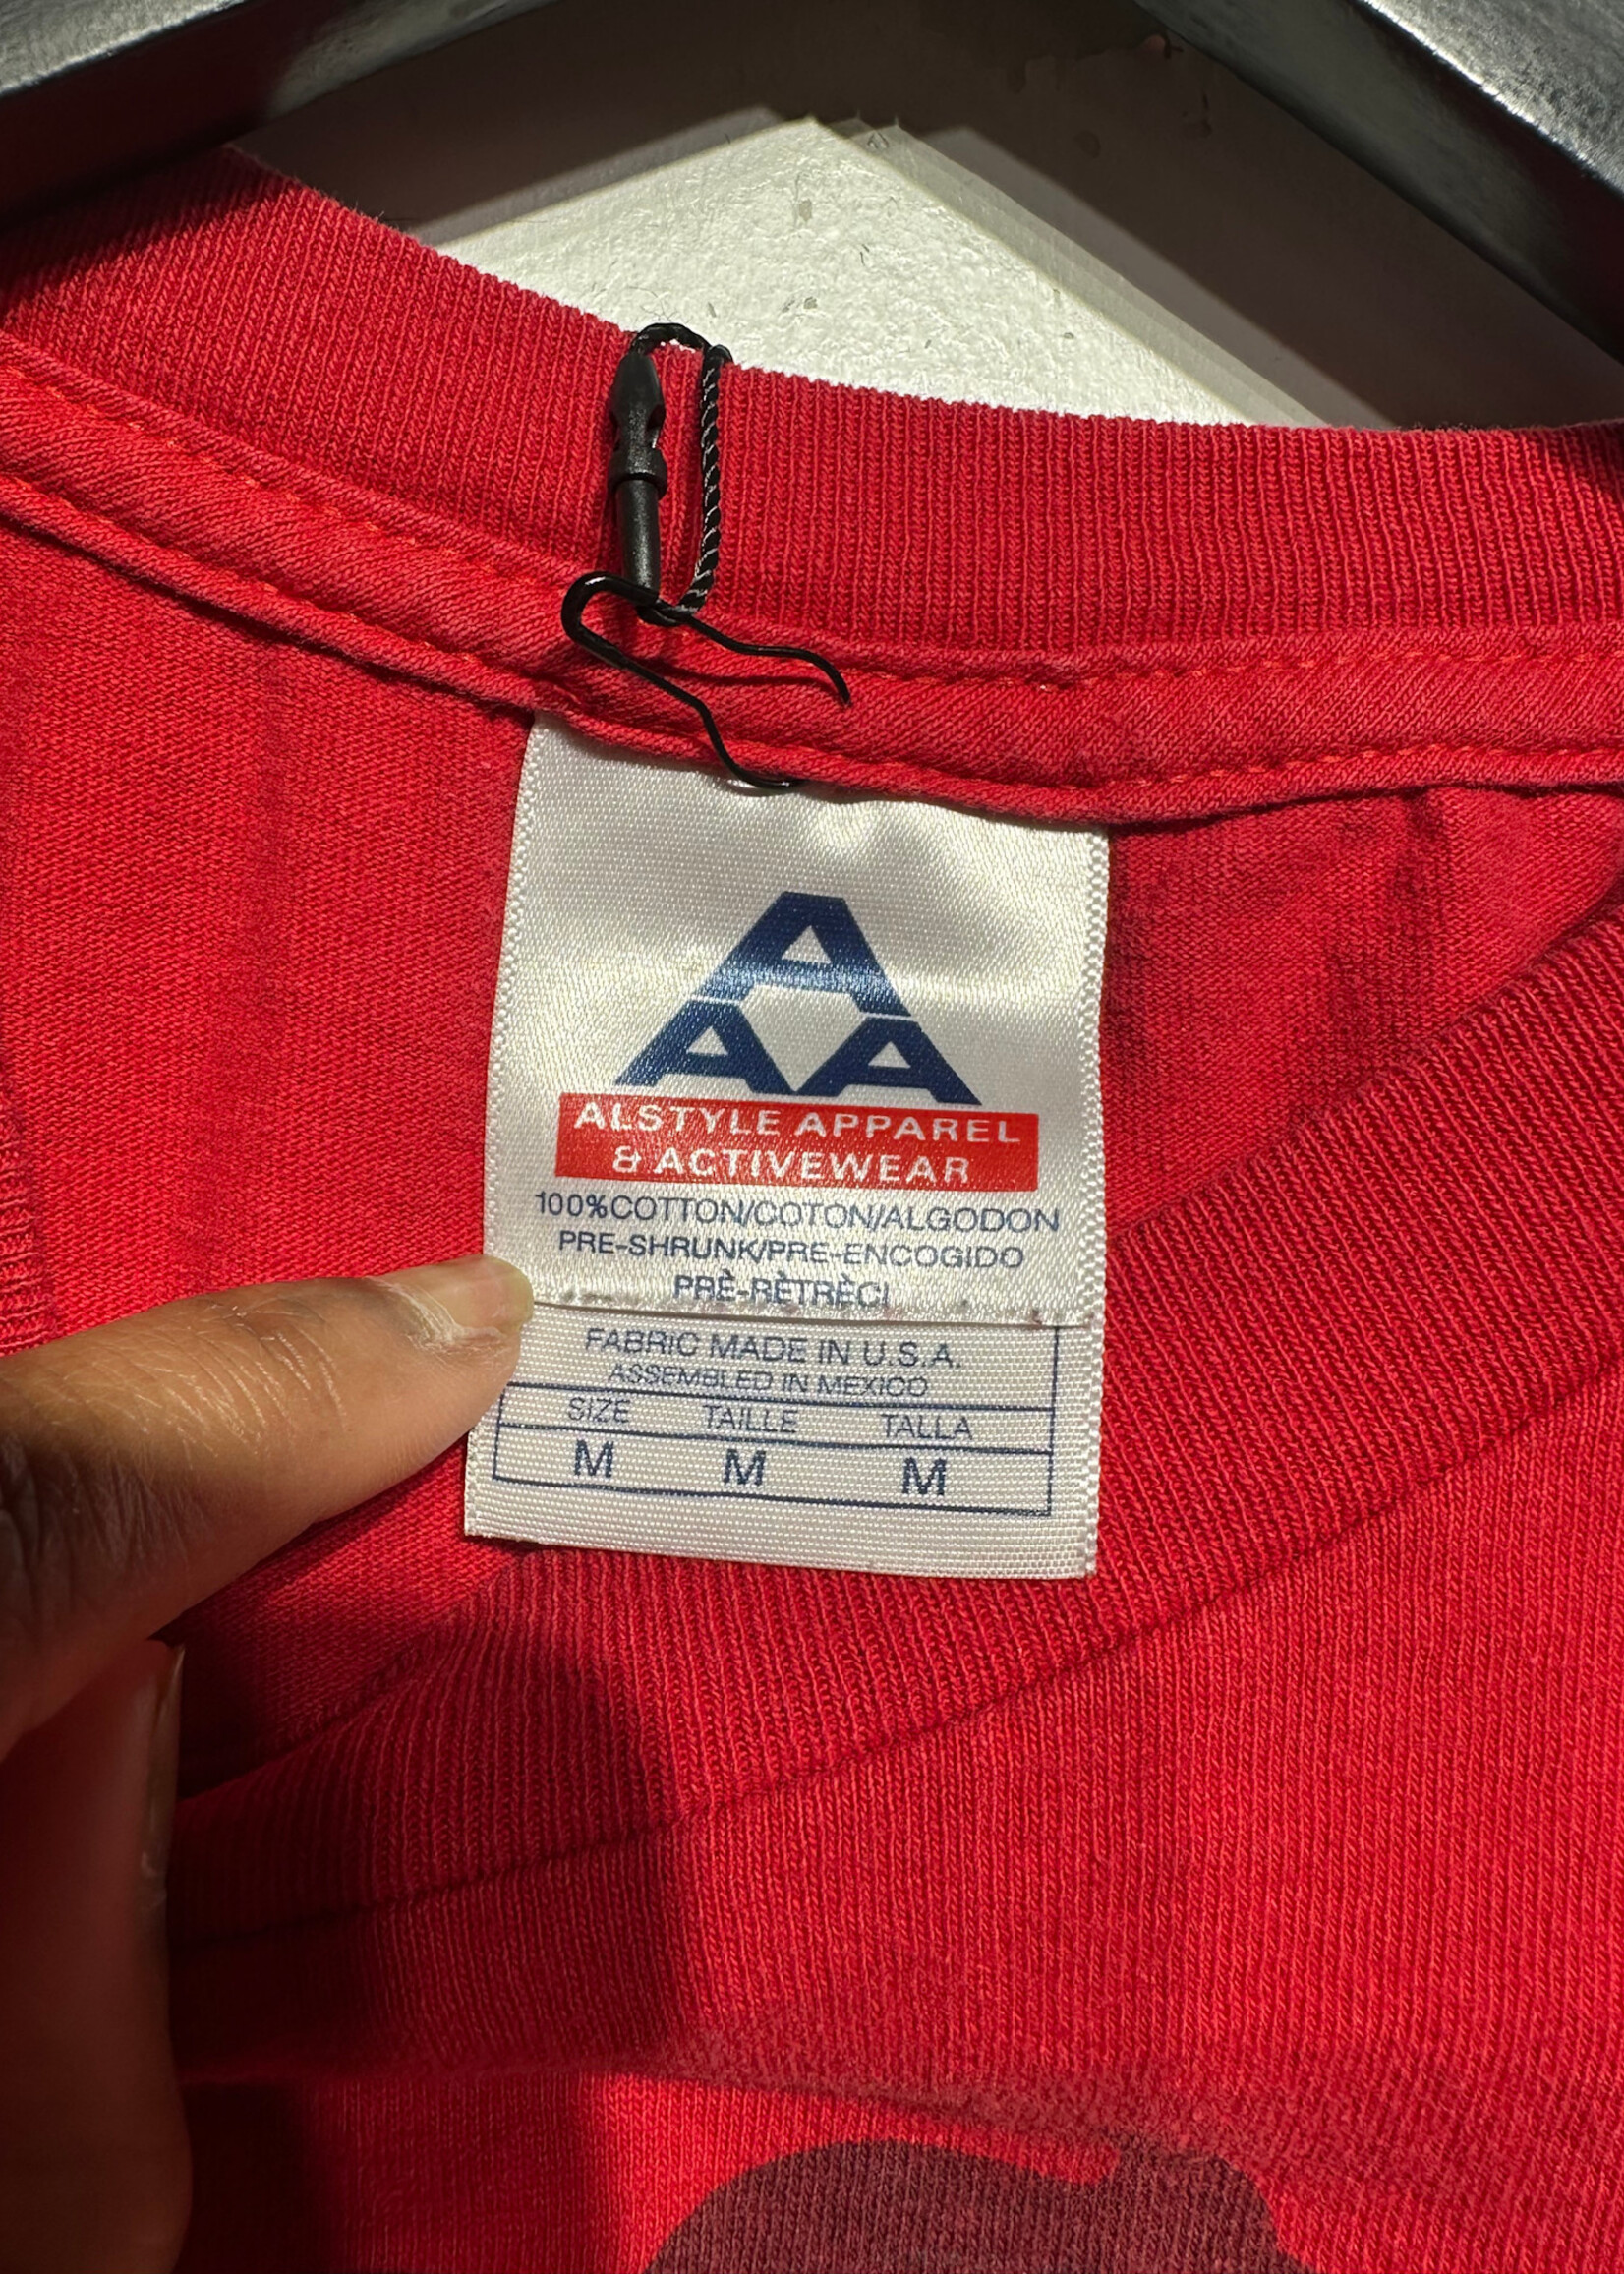 A
AA
ALSTYLE APPAREL
& ACTIVEWEAR
100%COTTON/COTON/ALGODON
PRE-SHRUNK/PRE-ENCOGIDO
PRÈ-RÈTRÈCI
FABRIC MADE IN U.S.A.
ASSEMBLED IN MEXICO
SIZE TAILLE TALLA
M M M